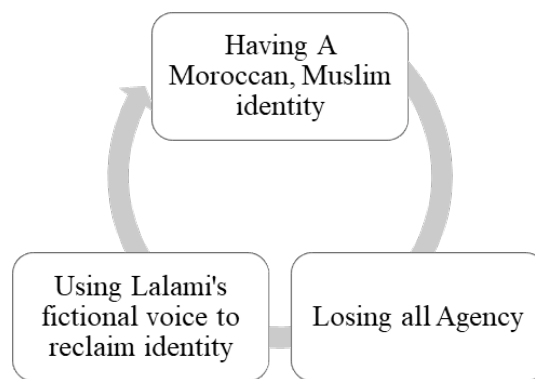 Having A
Moroccan, Muslim
identity
Using Lalami's
fictional voice to
reclaim identity
Losing all Agency